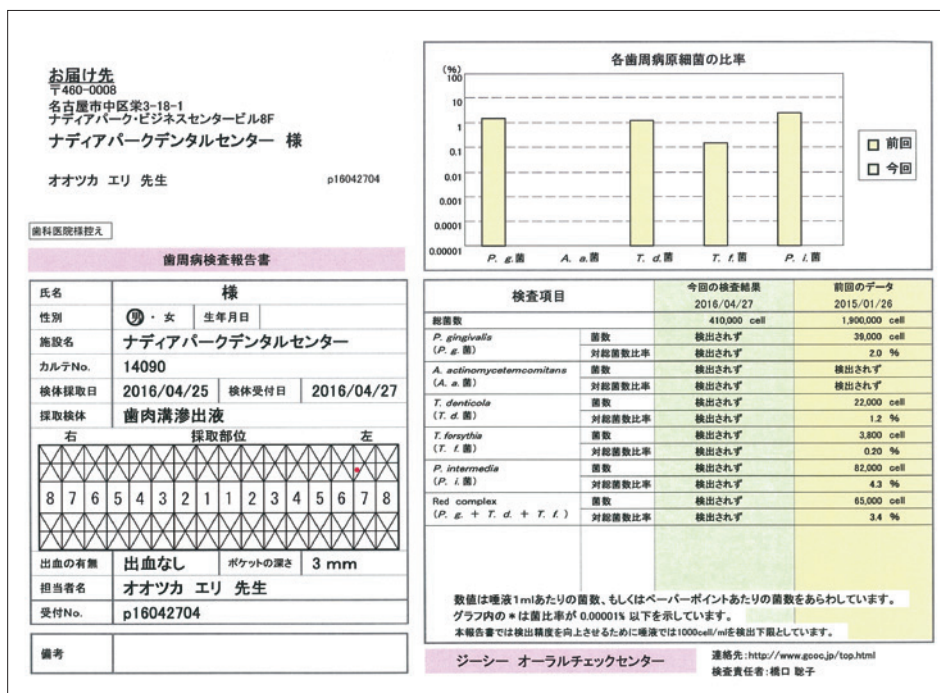 お届け先
〒460-0008
名古屋市中区栄3-18-1
ナディアパーク・ビジネスセンタービル8F
ナディアパークデンタルセンター 様
オオツカ エリ 先生 p16042704
歯科医院様控え
歯周病検査報告書
氏名 様
性別 男・女 生年月日
施設名 ナディアパークデンタルセンター
カルテNo. 14090
検体採取日 2016/04/25 検体受付日 2016/04/27
採取検体 歯肉溝滲出液
右 採取部位 左
8 7 6 5 4 3 2 1 1 2 3 4 5 6 7 8
出血の有無 出血なし ポケットの深さ 3 mm
担当者名 オオツカ エリ 先生
受付No. p16042704
備考
各歯周病原細菌の比率
(%)
100
10
1
0.1
0.01
0.001
0.0001
0.00001
P. g.菌 A. a.菌 T. d.菌 T. f.菌 P. i.菌
前回
今回
検査項目 今回の検査結果 前回のデータ
2016/04/27 2015/01/26
総菌数 410,000 cell 1,900,000 cell
P. gingivalis 菌数 検出されず 39,000 cell
(P. g.菌) 対総菌数比率 検出されず 2.0 %
A. actinomycetemcomitans 菌数 検出されず 検出されず
(A. a.菌) 対総菌数比率 検出されず 検出されず
T. denticola 菌数 検出されず 22,000 cell
(T. d.菌) 対総菌数比率 検出されず 1.2 %
T. forsythia 菌数 検出されず 3,800 cell
(T. f.菌) 対総菌数比率 検出されず 0.20 %
P. intermedia 菌数 検出されず 82,000 cell
(P. i.菌) 対総菌数比率 検出されず 4.3 %
Red complex 菌数 検出されず 65,000 cell
(P. g. + T. d. + T. f.) 対総菌数比率 検出されず 3.4 %
数値は唾液1mlあたりの菌数、もしくはペーパーポイントあたりの菌数をあらわしています。
グラフ内の * は菌比率が 0.00001% 以下を示しています。
本報告書では検出精度を向上させるために唾液では1000cell/mlを検出下限としています。
ジーシー オーラルチェックセンター
連絡先:http://www.gcoc.jp/top.html
検査責任者:橋口 聡子